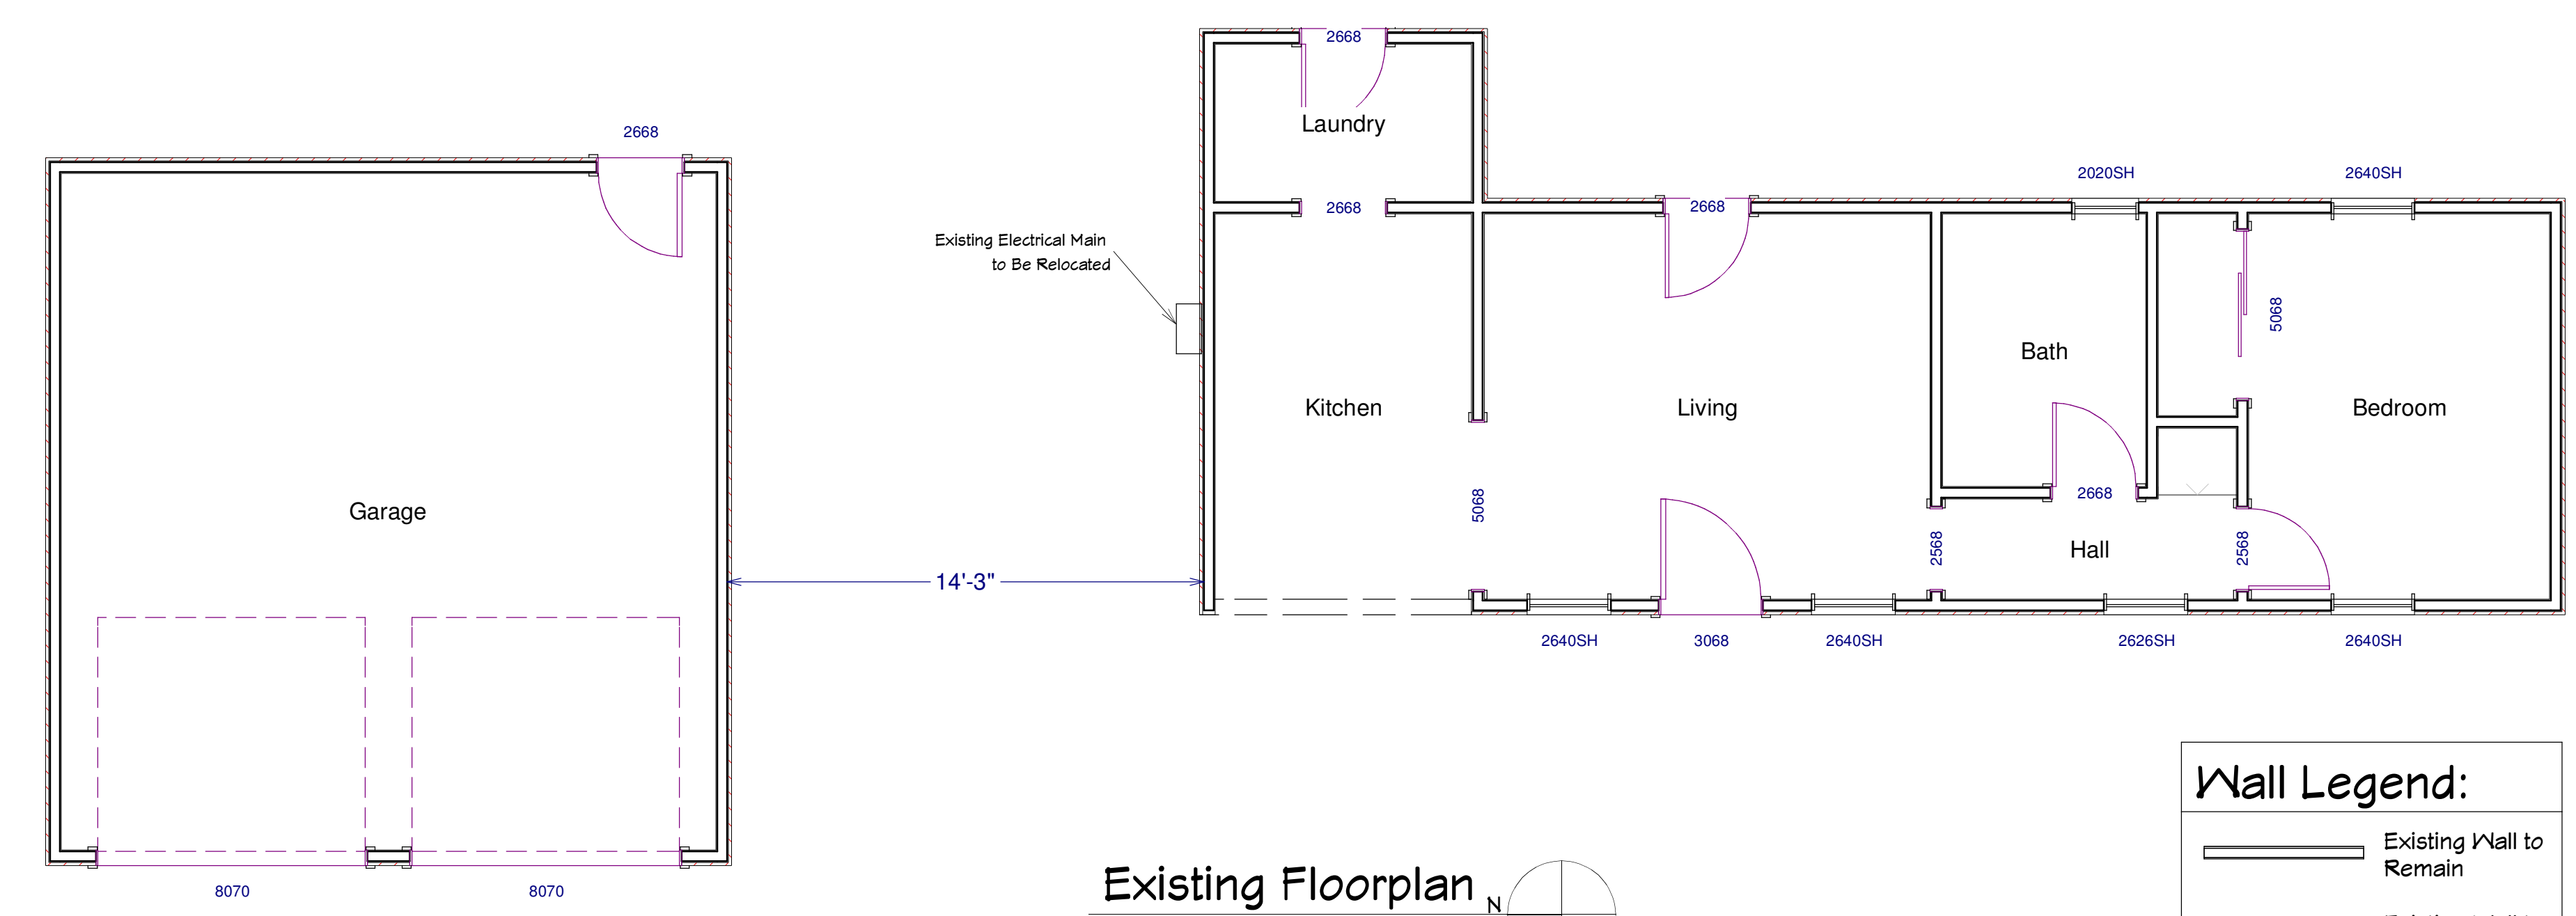 2668
Laundry
2668
2668
2668
2020SH
2640SH
Existing Electrical Main
to Be Relocated
5068
Bath
Kitchen
Living
Bedroom
Garage
5068
2668
2568
Hall
2568
14'-3"
2640SH
3068
2640SH
2626SH
2640SH
8070
8070
Existing Floorplan
N
Wall Legend:
Existing Wall to
Remain